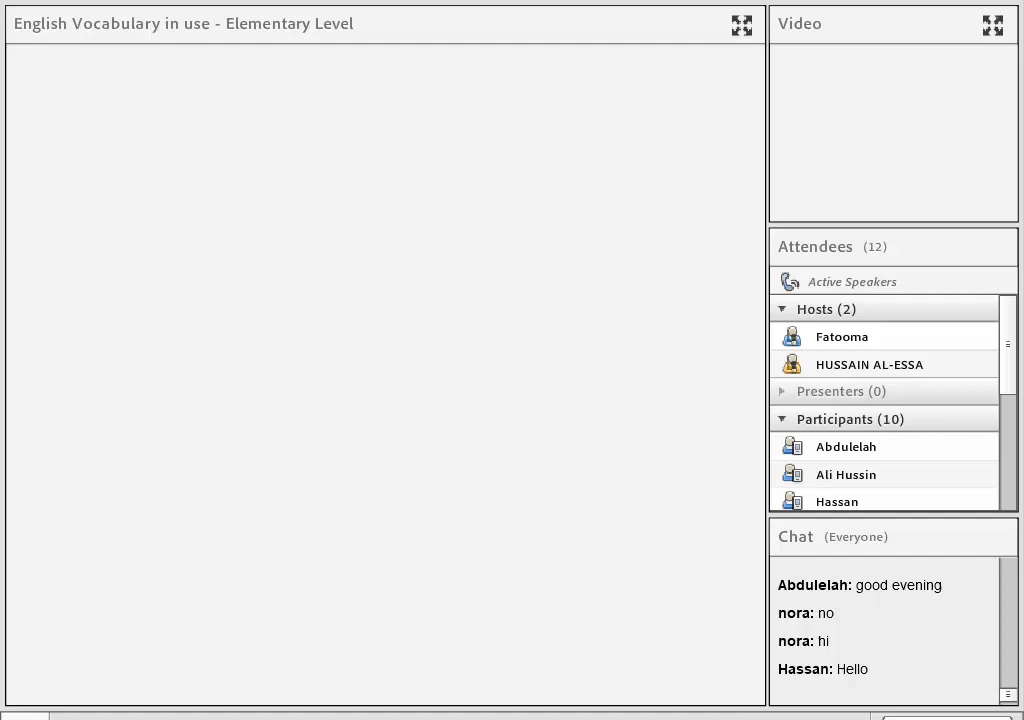 English Vocabulary in use - Elementary Level
Video
Attendees (12)
Active Speakers
Hosts (2)
Fatooma
HUSSAIN AL-ESSA
Presenters (0)
Participants (10)
Abdulelah
Ali Hussin
Hassan
Chat (Everyone)
Abdulelah: good evening
nora: no
nora: hi
Hassan: Hello